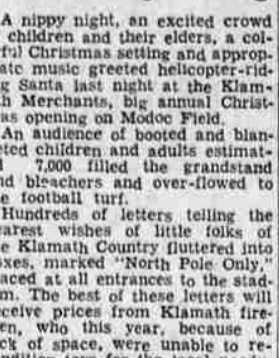 A nippy night, an excited crowd
children and their elders, a col-
ful Christmas setting and approp-
ate music greeted helicopter-rid-
g Santa last night at the Klam-
h Merchants, big annual Christ-
as opening on Modoc Field.
An audience of booted and blan-
eted children and adults estimat-
7,000 filled the grandstand
nd bleachers and over-flowed to
e football turf.
Hundreds of letters telling the
earest wishes of little folks of
e Klamath Country fluttered into
oxes, marked "North Pole Only,"
aced at all entrances to the stad-
m. The best of these letters will
ceive prices from Klamath fire-
en, who this year, because of
ck of space, were unable to re-